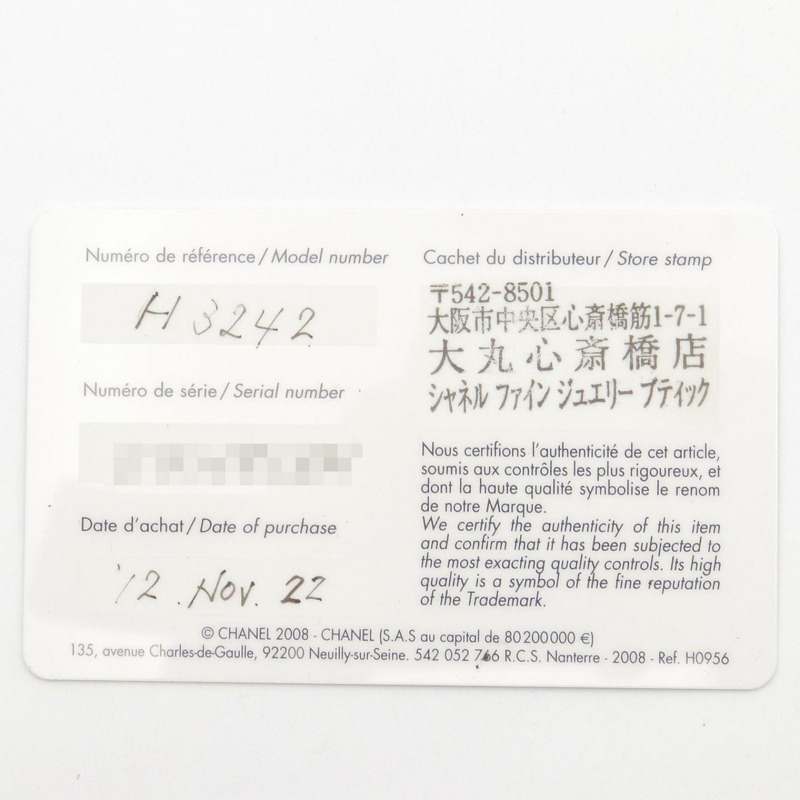 Numéro de référence / Model number
H 3242
Numéro de série / Serial number
Date d'achat / Date of purchase
'12. Nov. 22
Cachet du distributeur / Store stamp
〒542-8501
大阪市中央区心斎橋筋1-7-1
大丸心斎橋店
シャネル ファイン ジュエリー ブティック
Nous certifions l'authenticité de cet article,
soumis aux contrôles les plus rigoureux, et
dont la haute qualité symbolise le renom
de notre Marque.
We certify the authenticity of this item
and confirm that it has been subjected to
the most exacting quality controls. Its high
quality is a symbol of the fine reputation
of the Trademark.
© CHANEL 2008 - CHANEL (S.A.S au capital de 80 200 000 €)
135, avenue Charles-de-Gaulle, 92200 Neuilly-sur-Seine. 542 052 766 R.C.S. Nanterre - 2008 - Ref. H0956